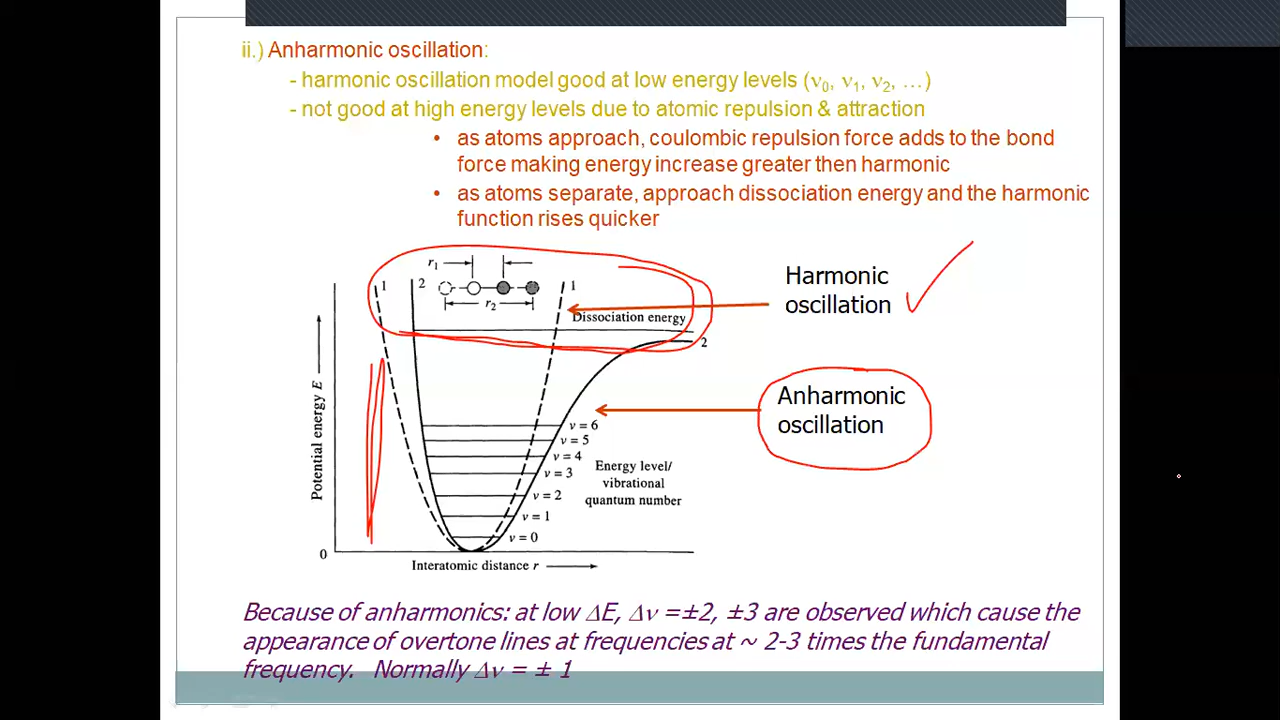 ii.) Anharmonic oscillation:
- harmonic oscillation model good at low energy levels (ν0, ν1, ν2, …)
- not good at high energy levels due to atomic repulsion & attraction
• as atoms approach, coulombic repulsion force adds to the bond
force making energy increase greater then harmonic
• as atoms separate, approach dissociation energy and the harmonic
function rises quicker
r1
1
2
1
r2
Harmonic
oscillation
Dissociation energy
2
Anharmonic
oscillation
Potential energy E
v = 6
v = 5
v = 4
v = 3
v = 2
v = 1
v = 0
Energy level/
vibrational
quantum number
0
Interatomic distance r
Because of anharmonics: at low ΔE, Δν =±2, ±3 are observed which cause the
appearance of overtone lines at frequencies at ~ 2-3 times the fundamental
frequency. Normally Δν = ± 1